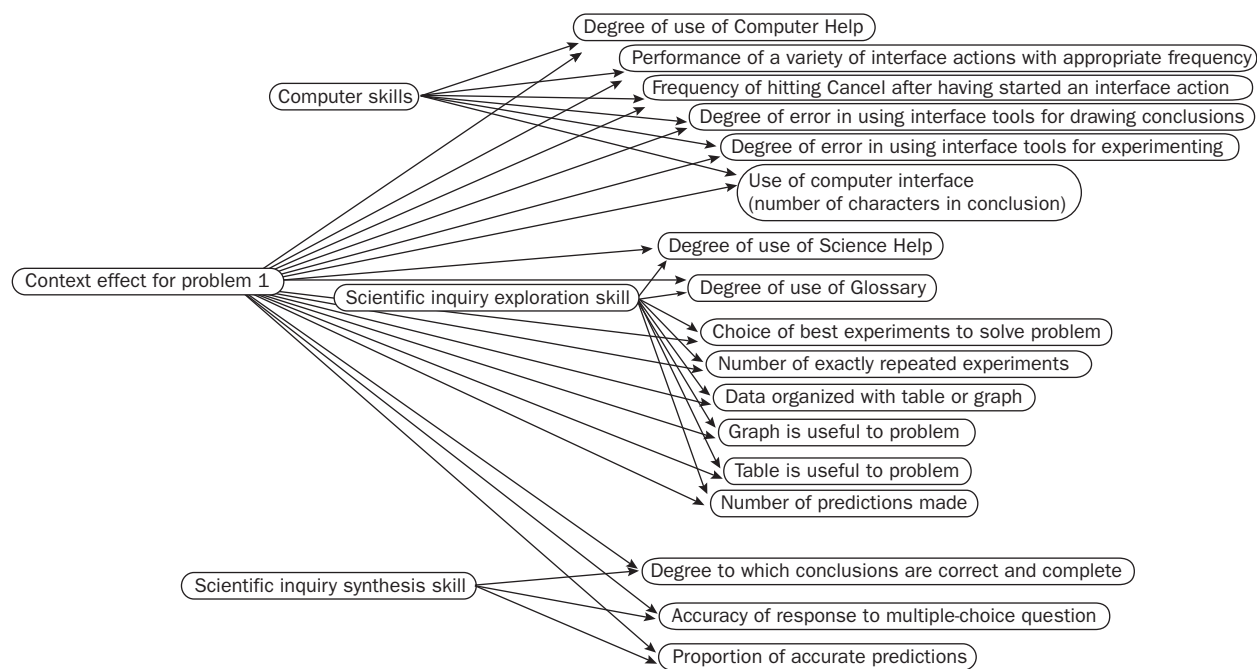 Degree of use of Computer Help
Performance of a variety of interface actions with appropriate frequency
Computer skills
Frequency of hitting Cancel after having started an interface action
Degree of error in using interface tools for drawing conclusions
Degree of error in using interface tools for experimenting
Use of computer interface
(number of characters in conclusion)
Degree of use of Science Help
Context effect for problem 1
Scientific inquiry exploration skill
Degree of use of Glossary
Choice of best experiments to solve problem
Number of exactly repeated experiments
Data organized with table or graph
Graph is useful to problem
Table is useful to problem
Number of predictions made
Degree to which conclusions are correct and complete
Scientific inquiry synthesis skill
Accuracy of response to multiple-choice question
Proportion of accurate predictions